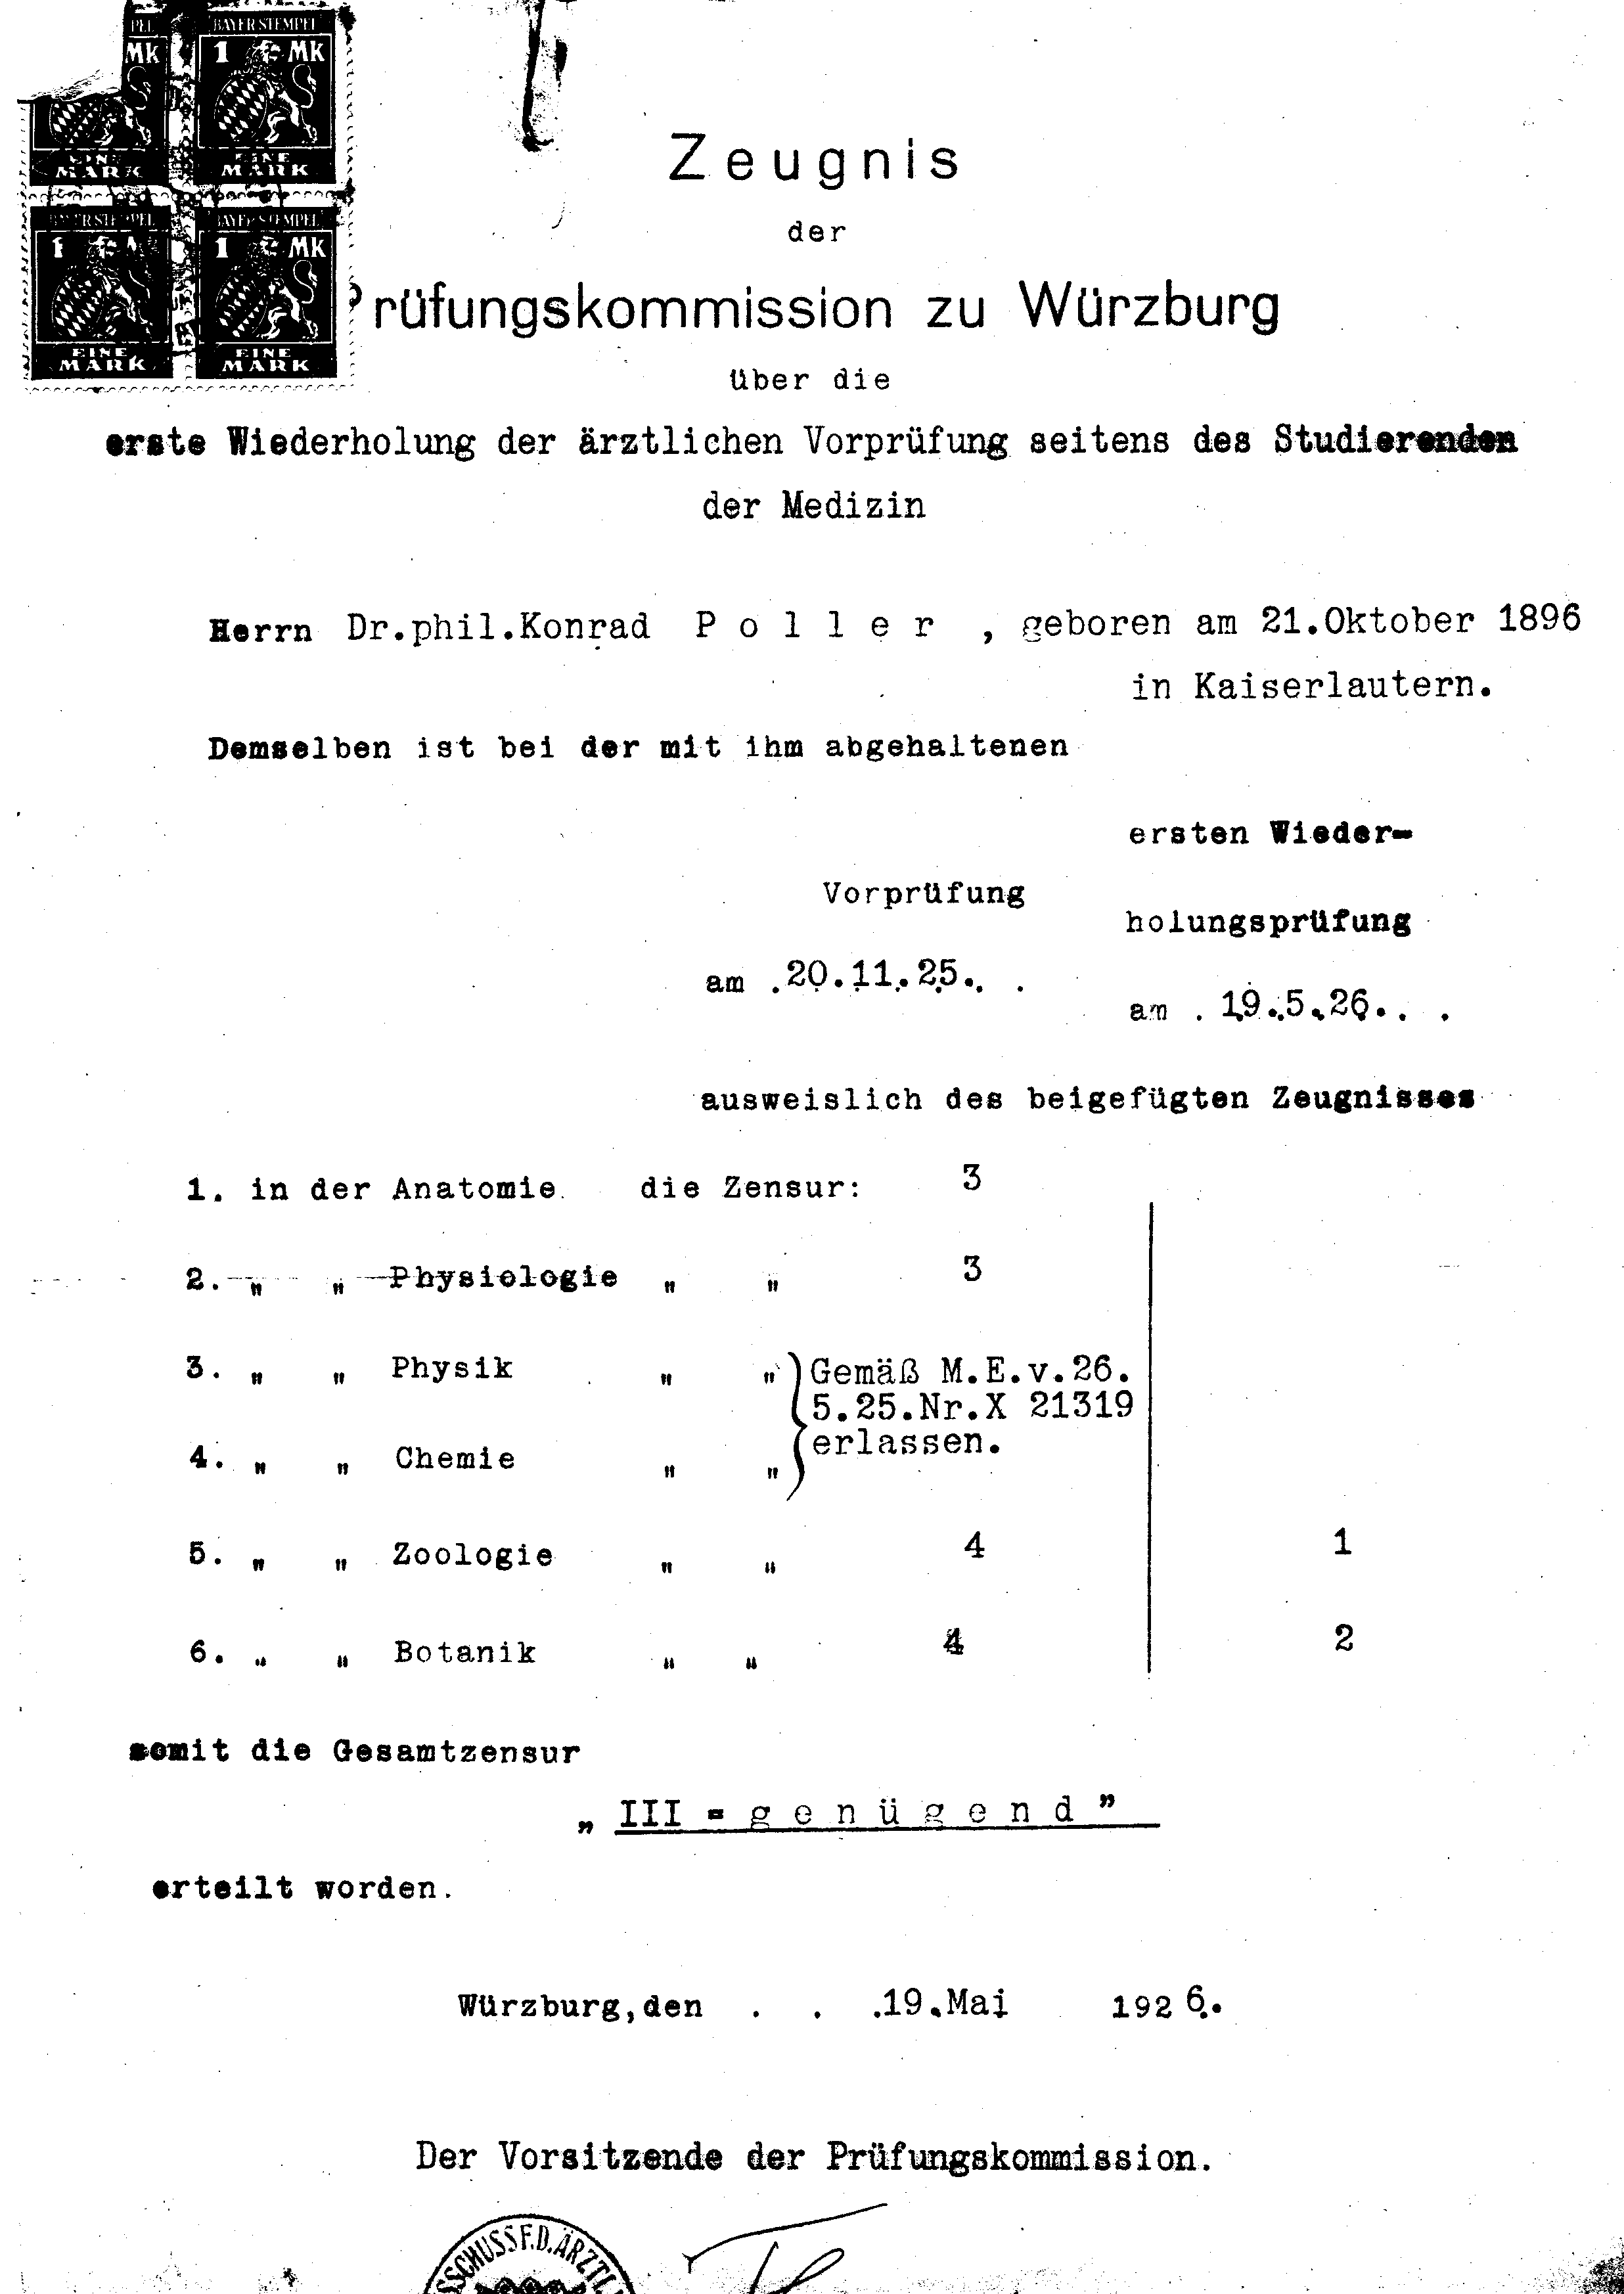 PEL BAYER STEMPEL
Mk 1 Mk
EINE EINE
MARK MARK
BAYER STEMPEL BAYER STEMPEL
1 1 Mk
EINE EINE
MARK MARK
Zeugnis
der
Prüfungskommission zu Würzburg
über die
erste Wiederholung der ärztlichen Vorprüfung seitens des Studierenden
der Medizin
Herrn Dr.phil.Konrad P o l l e r , geboren am 21.Oktober 1896
in Kaiserlautern.
Demselben ist bei der mit ihm abgehaltenen
ersten Wieder-
Vorprüfung
holungsprüfung
am .20.11.25.. .
am . 19.5.26.. .
ausweislich des beigefügten Zeugnisses
1. in der Anatomie die Zensur: 3
2. " " Physiologie " " 3
3. " " Physik " " Gemäß M.E.v.26.
5.25.Nr.X 21319
4. " " Chemie " " erlassen.
5. " " Zoologie " " 4 1
6. " " Botanik " " 4 2
somit die Gesamtzensur
„ III = g e n ü g e n d ”
erteilt worden.
Würzburg,den . . .19.Mai 1926.
Der Vorsitzende der Prüfungskommission.
SSCHUSS F.D. ÄRZTL